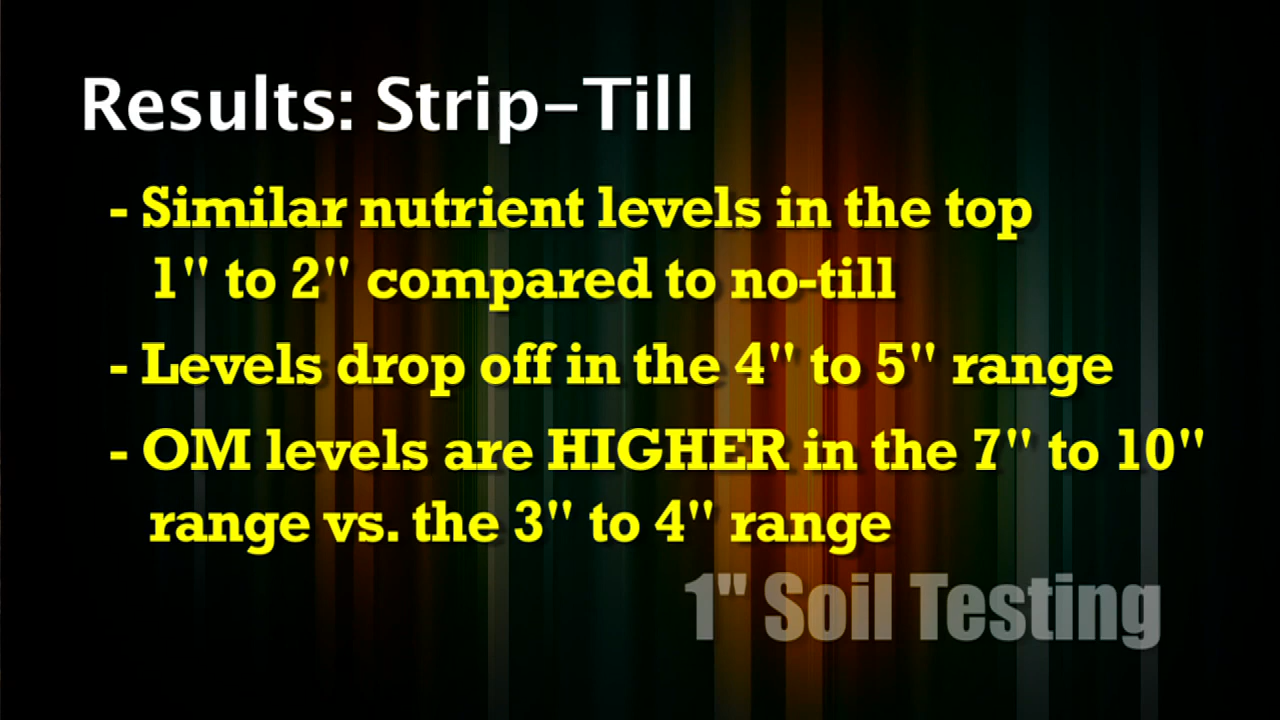 Results: Strip-Till
- Similar nutrient levels in the top
1" to 2" compared to no-till
- Levels drop off in the 4" to 5" range
- OM levels are HIGHER in the 7" to 10"
range vs. the 3" to 4" range
1" Soil Testing